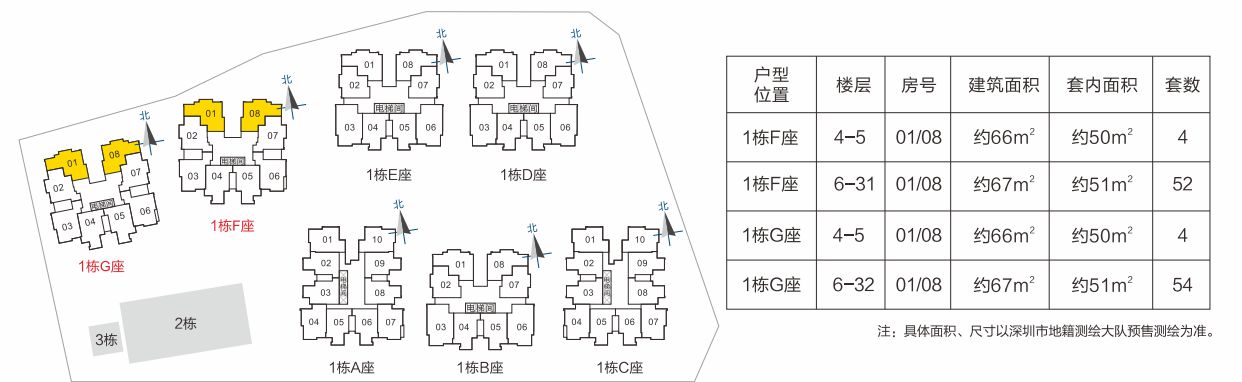 北
01 08
02 07
电梯间
03 04 05 06
1栋E座
北
01 08
02 07
电梯间
03 04 05 06
1栋D座
北
01 08
02 07
电梯间
03 04 05 06
1栋F座
北
01 08
02 07
电梯间
03 04 05 06
1栋G座
北
01 10
02 09
电梯间
03 08
04 05 06 07
1栋A座
北
01 08
02 07
电梯间
03 04 05 06
1栋B座
北
01 10
02 09
电梯间
03 08
04 05 06 07
1栋C座
2栋
3栋
户型位置 楼层 房号 建筑面积 套内面积 套数
1栋F座 4-5 01/08 约66m² 约50m² 4
1栋F座 6-31 01/08 约67m² 约51m² 52
1栋G座 4-5 01/08 约66m² 约50m² 4
1栋G座 6-32 01/08 约67m² 约51m² 54
注：具体面积、尺寸以深圳市地籍测绘大队预售测绘为准。